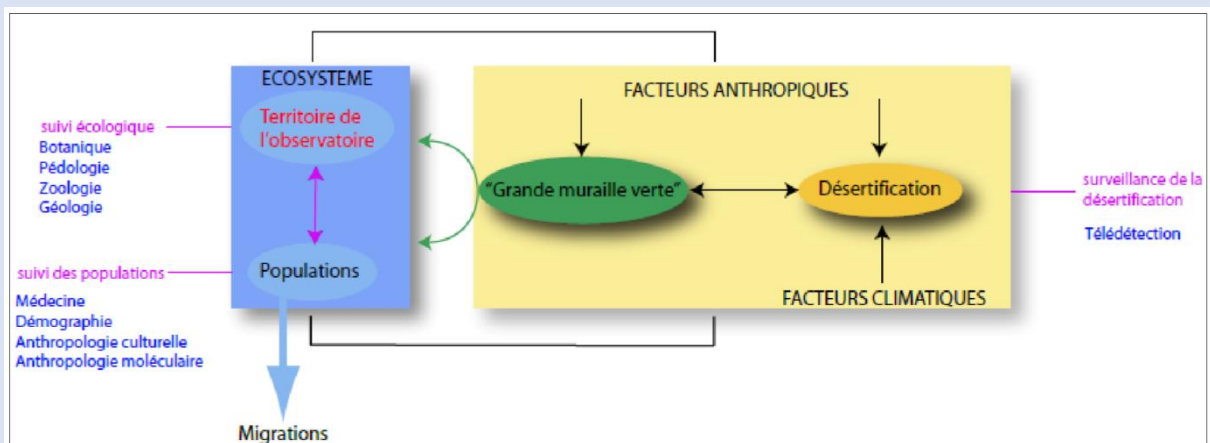 ECOSYSTEME
Territoire de
l'observatoire
Populations
Migrations
suivi écologique
Botanique
Pédologie
Zoologie
Géologie
suivi des populations
Médecine
Démographie
Anthropologie culturelle
Anthropologie moléculaire
FACTEURS ANTHROPIQUES
"Grande muraille verte"
Désertification
FACTEURS CLIMATIQUES
surveillance de la
désertification
Télédétection